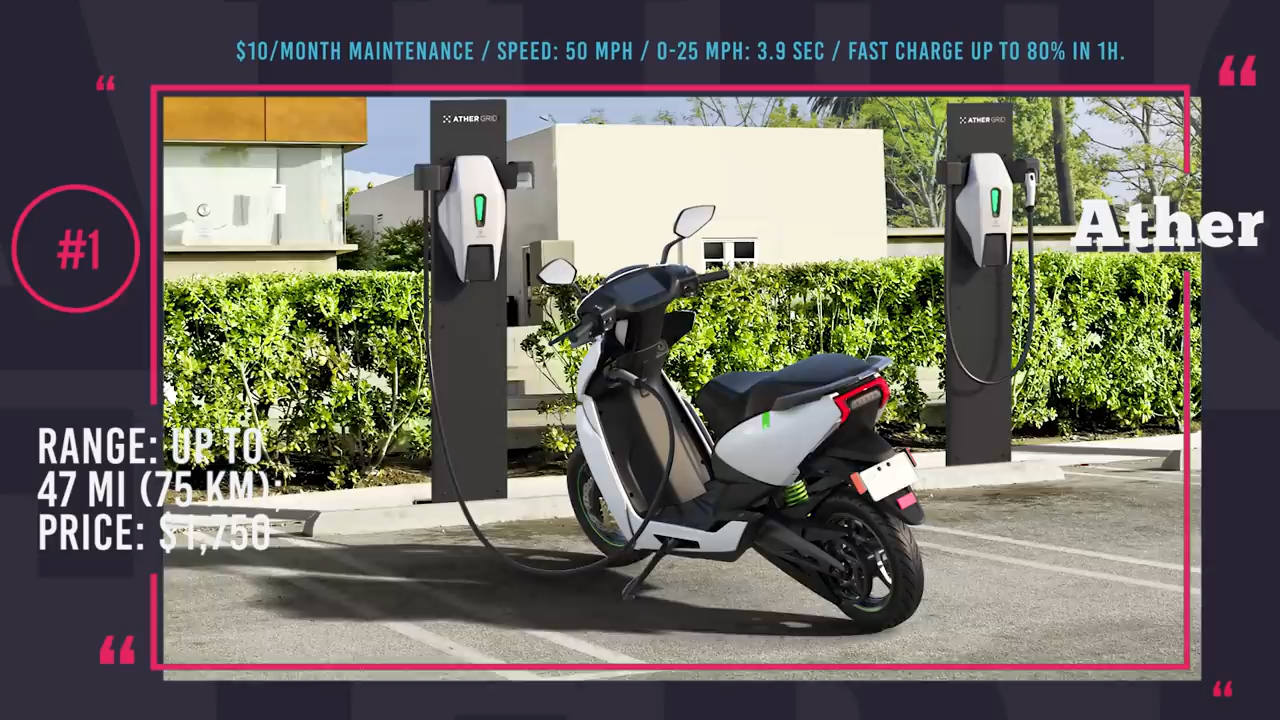 $10/MONTH MAINTENANCE / SPEED: 50 MPH / 0-25 MPH: 3.9 SEC / FAST CHARGE UP TO 80% IN 1H.
ATHER GRID
ATHER GRID
Ather
#1
RANGE: UP TO
47 MI (75 KM);
PRICE: $1,750